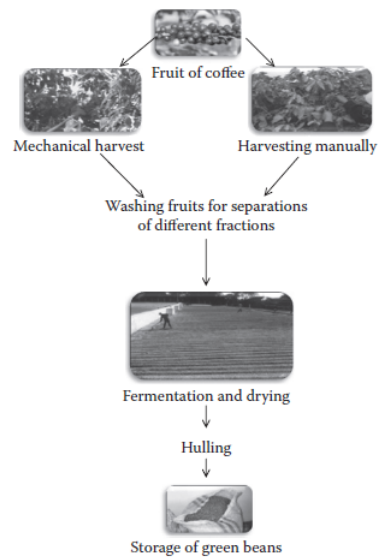 Fruit of coffee
Mechanical harvest
Harvesting manually
Washing fruits for separations
of different fractions
Fermentation and drying
Hulling
Storage of green beans